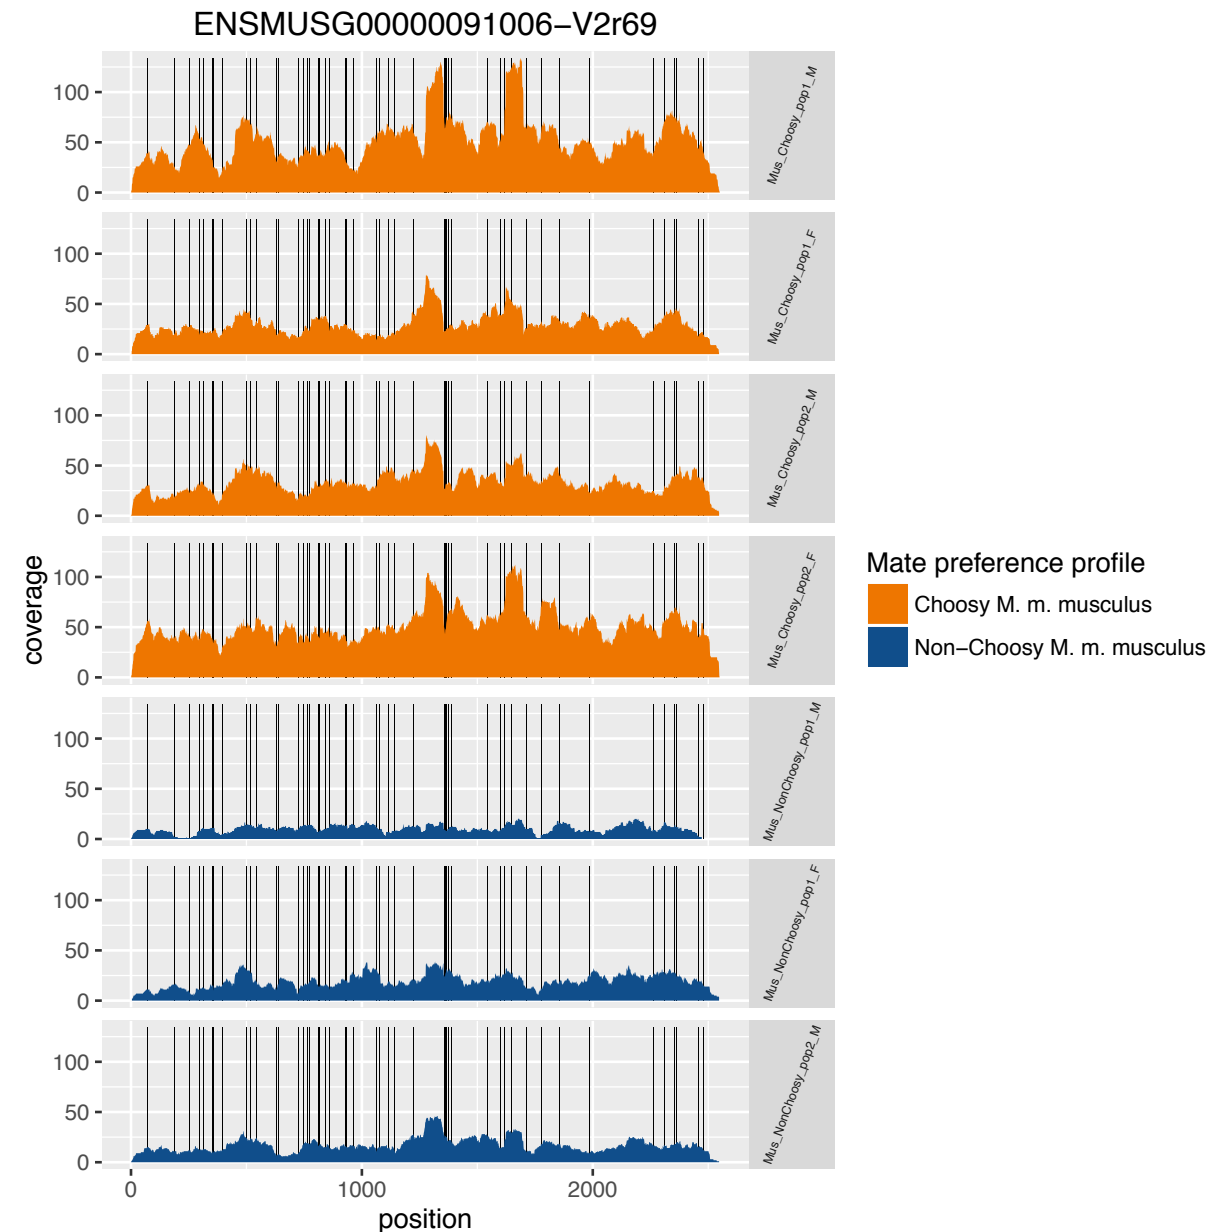 ENSMUSG00000091006−V2r69
100
50
0
Mus_Choosy_pop1_M
100
50
0
Mus_Choosy_pop1_F
100
50
0
Mus_Choosy_pop2_M
100
50
0
Mus_Choosy_pop2_F
100
50
0
Mus_NonChoosy_pop1_M
100
50
0
Mus_NonChoosy_pop1_F
100
50
0
Mus_NonChoosy_pop2_M
0
1000
2000
position
coverage
Mate preference profile
Choosy M. m. musculus
Non−Choosy M. m. musculus